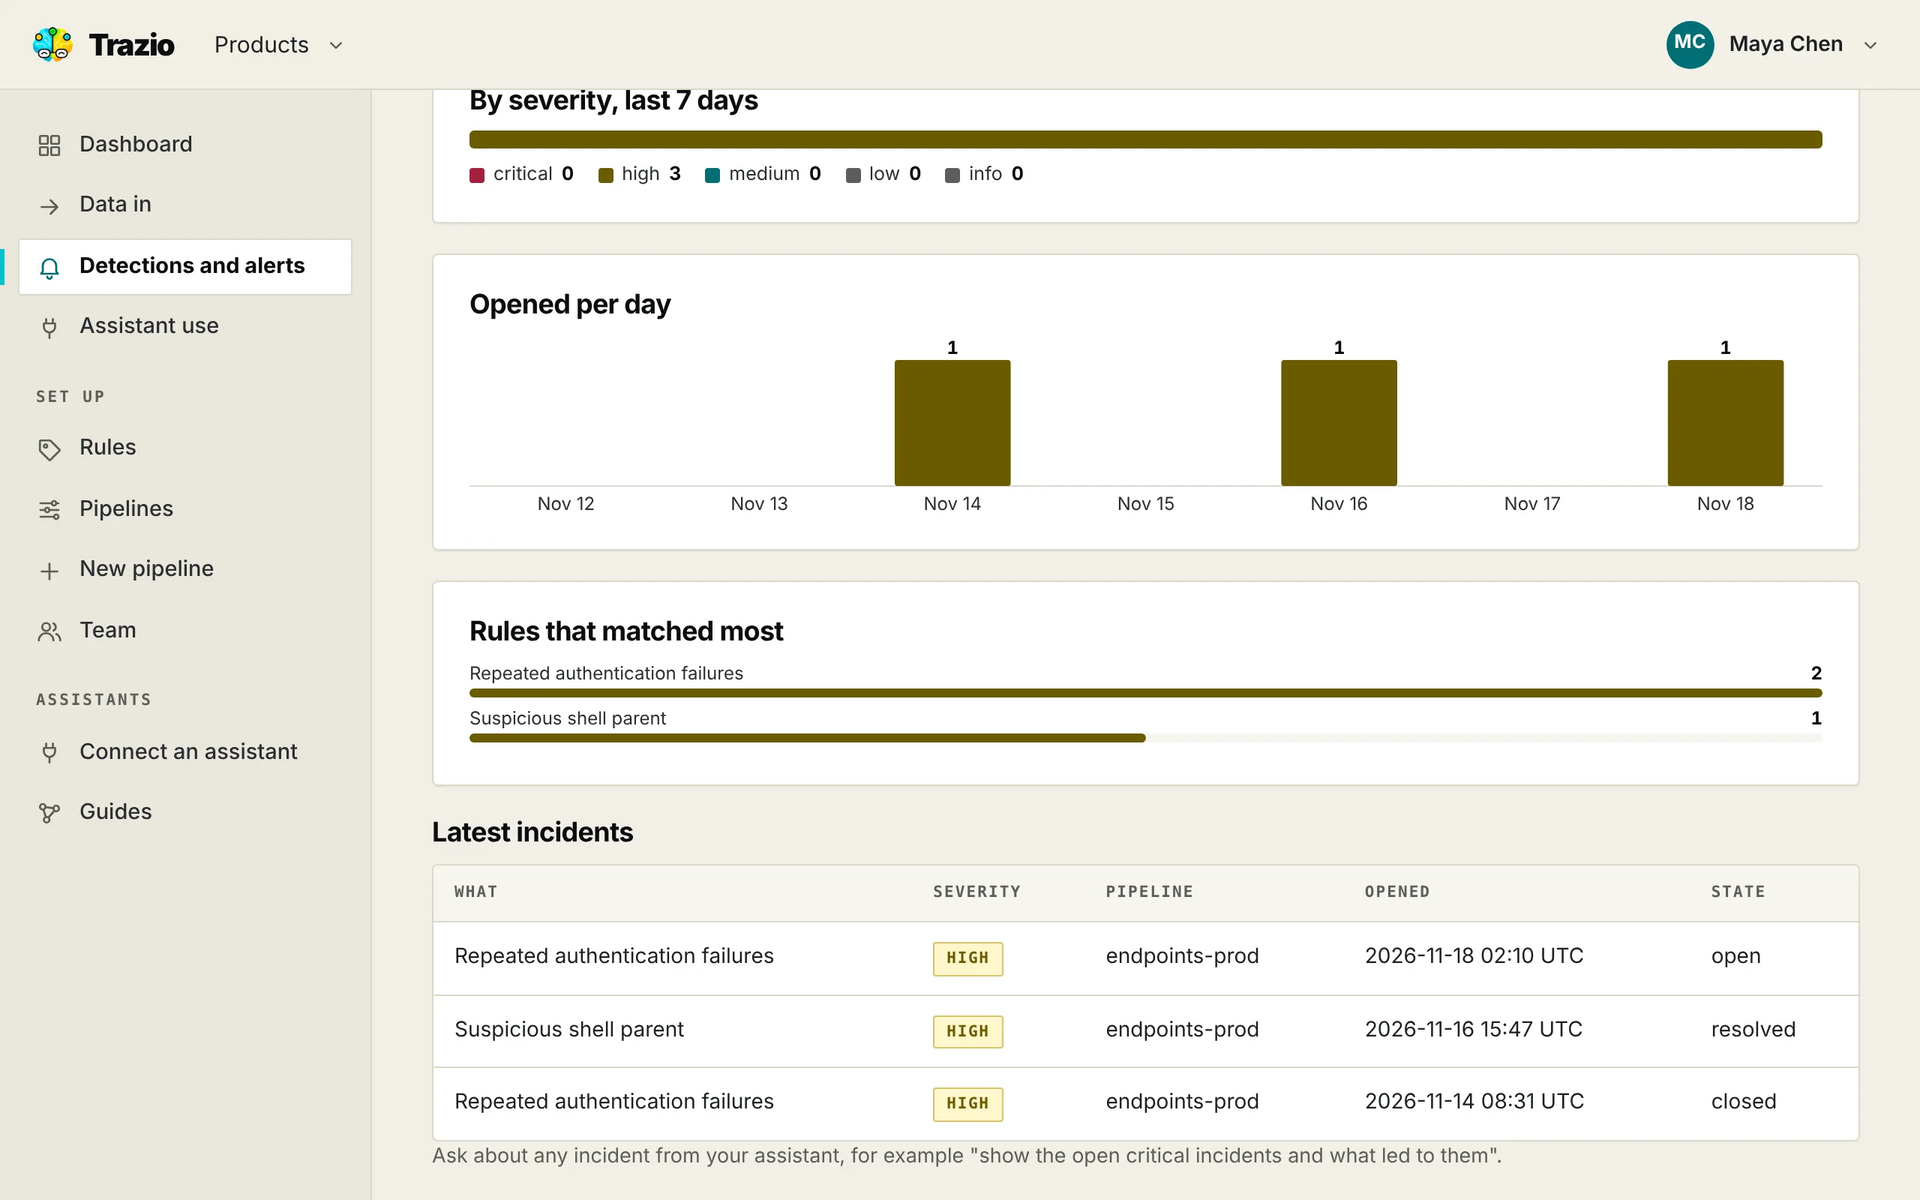 Trazio
Products
MC
Maya Chen
Dashboard
Data in
Detections and alerts
Assistant use
SET UP
Rules
Pipelines
New pipeline
Team
ASSISTANTS
Connect an assistant
Guides
By severity, last 7 days
critical 0 high 3 medium 0 low 0 info 0
Opened per day
1 1 1
Nov 12 Nov 13 Nov 14 Nov 15 Nov 16 Nov 17 Nov 18
Rules that matched most
Repeated authentication failures 2
Suspicious shell parent 1
Latest incidents
WHAT SEVERITY PIPELINE OPENED STATE
Repeated authentication failures HIGH endpoints-prod 2026-11-18 02:10 UTC open
Suspicious shell parent HIGH endpoints-prod 2026-11-16 15:47 UTC resolved
Repeated authentication failures HIGH endpoints-prod 2026-11-14 08:31 UTC closed
Ask about any incident from your assistant, for example "show the open critical incidents and what led to them".